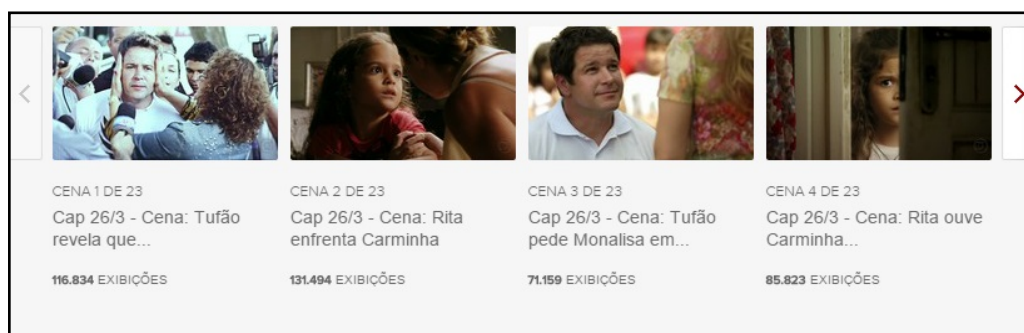 CENA 1 DE 23
Cap 26/3 - Cena: Tufão
revela que...
116.834 EXIBIÇÕES
CENA 2 DE 23
Cap 26/3 - Cena: Rita
enfrenta Carminha
131.494 EXIBIÇÕES
CENA 3 DE 23
Cap 26/3 - Cena: Tufão
pede Monalisa em...
71.159 EXIBIÇÕES
CENA 4 DE 23
Cap 26/3 - Cena: Rita ouve
Carminha...
85.823 EXIBIÇÕES